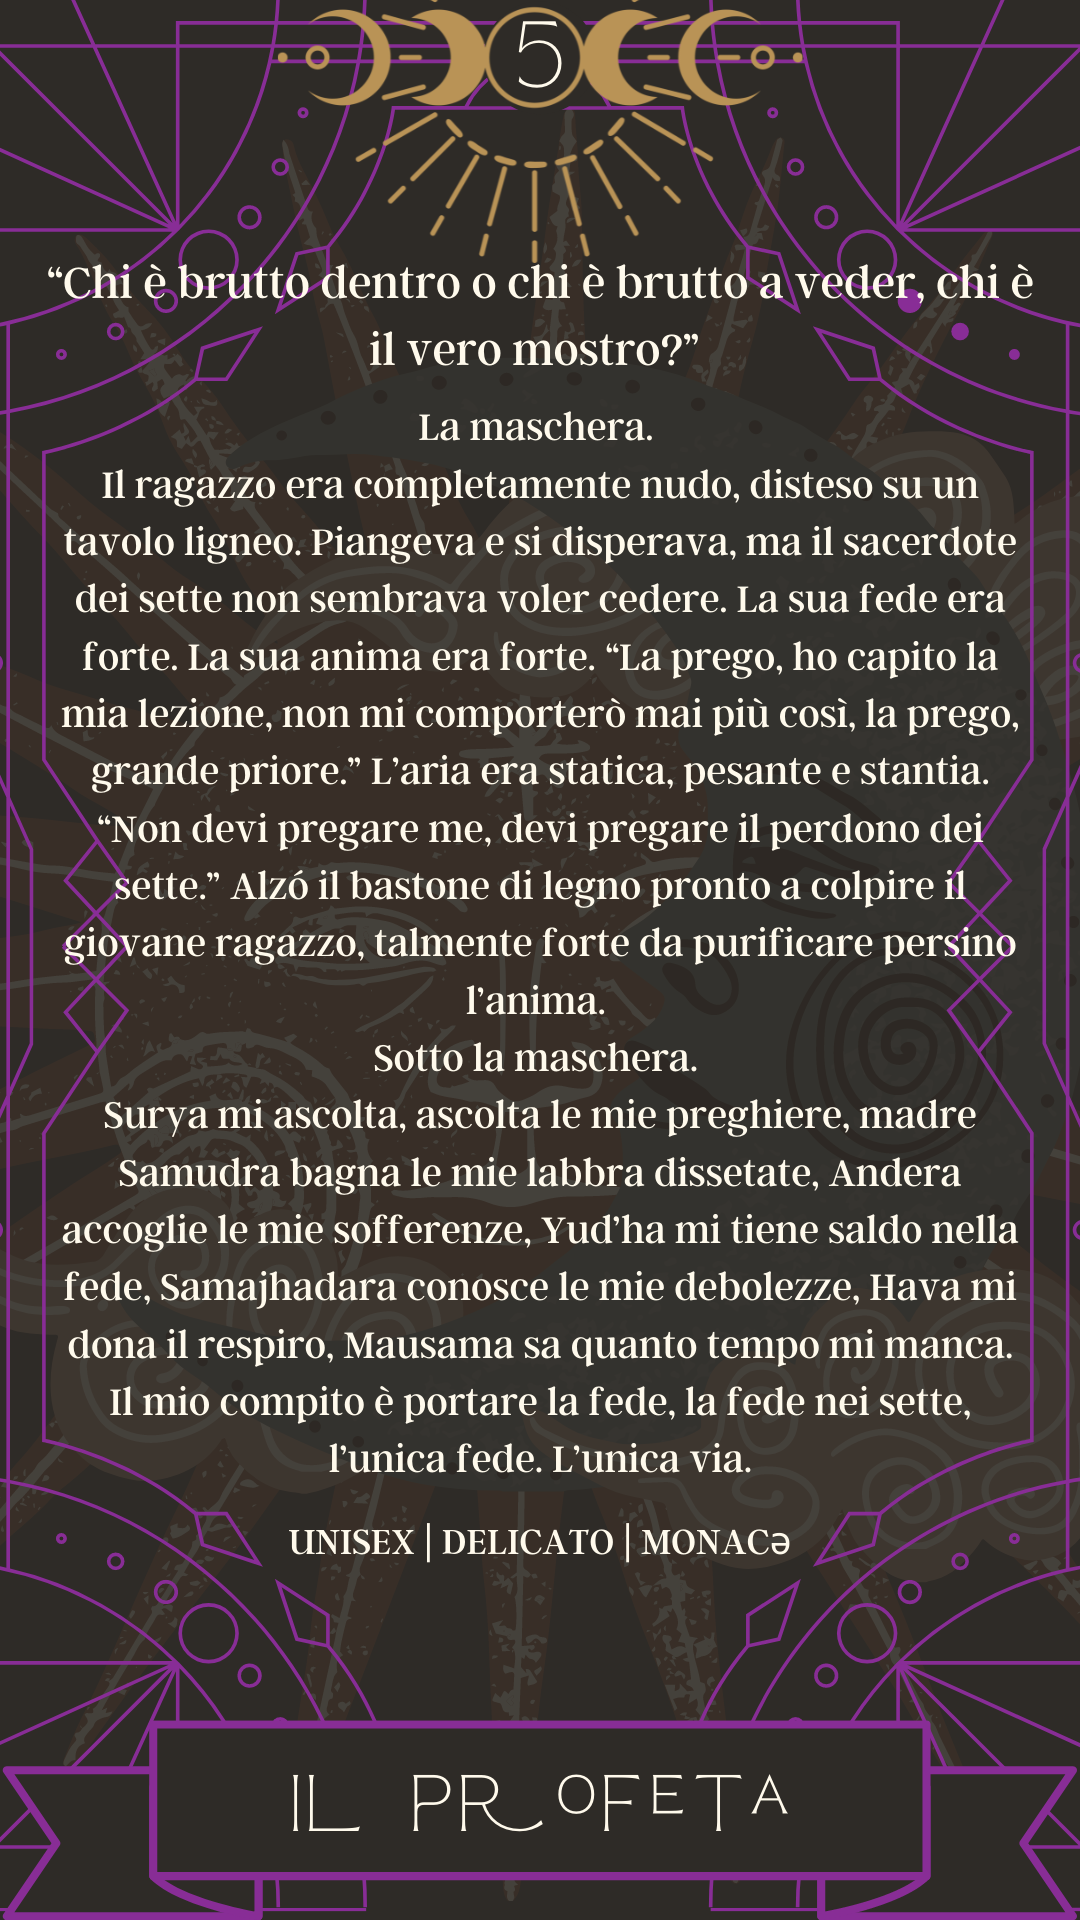 5
“Chi è brutto dentro o chi è brutto a veder, chi è
il vero mostro?”
La maschera.
Il ragazzo era completamente nudo, disteso su un
tavolo ligneo. Piangeva e si disperava, ma il sacerdote
dei sette non sembrava voler cedere. La sua fede era
forte. La sua anima era forte. “La prego, ho capito la
mia lezione, non mi comporterò mai più così, la prego,
grande priore.” L’aria era statica, pesante e stantia.
“Non devi pregare me, devi pregare il perdono dei
sette.” Alzó il bastone di legno pronto a colpire il
giovane ragazzo, talmente forte da purificare persino
l’anima.
Sotto la maschera.
Surya mi ascolta, ascolta le mie preghiere, madre
Samudra bagna le mie labbra dissetate, Andera
accoglie le mie sofferenze, Yud’ha mi tiene saldo nella
fede, Samajhadara conosce le mie debolezze, Hava mi
dona il respiro, Mausama sa quanto tempo mi manca.
Il mio compito è portare la fede, la fede nei sette,
l’unica fede. L’unica via.
UNISEX | DELICATO | MONACə
IL PROFETA